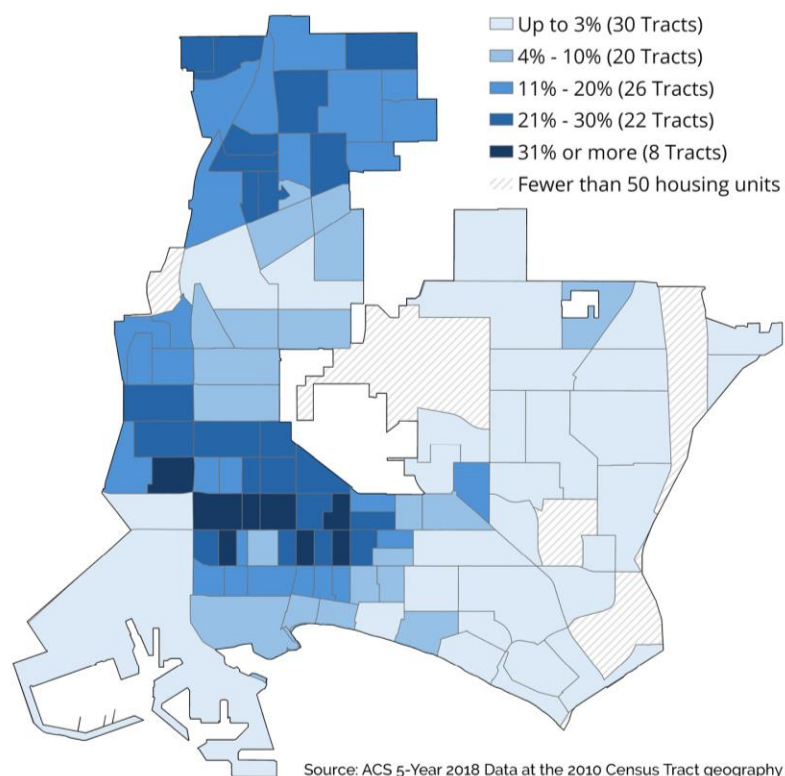 Up to 3% (30 Tracts)
4% - 10% (20 Tracts)
11% - 20% (26 Tracts)
21% - 30% (22 Tracts)
31% or more (8 Tracts)
Fewer than 50 housing units
Source: ACS 5-Year 2018 Data at the 2010 Census Tract geography